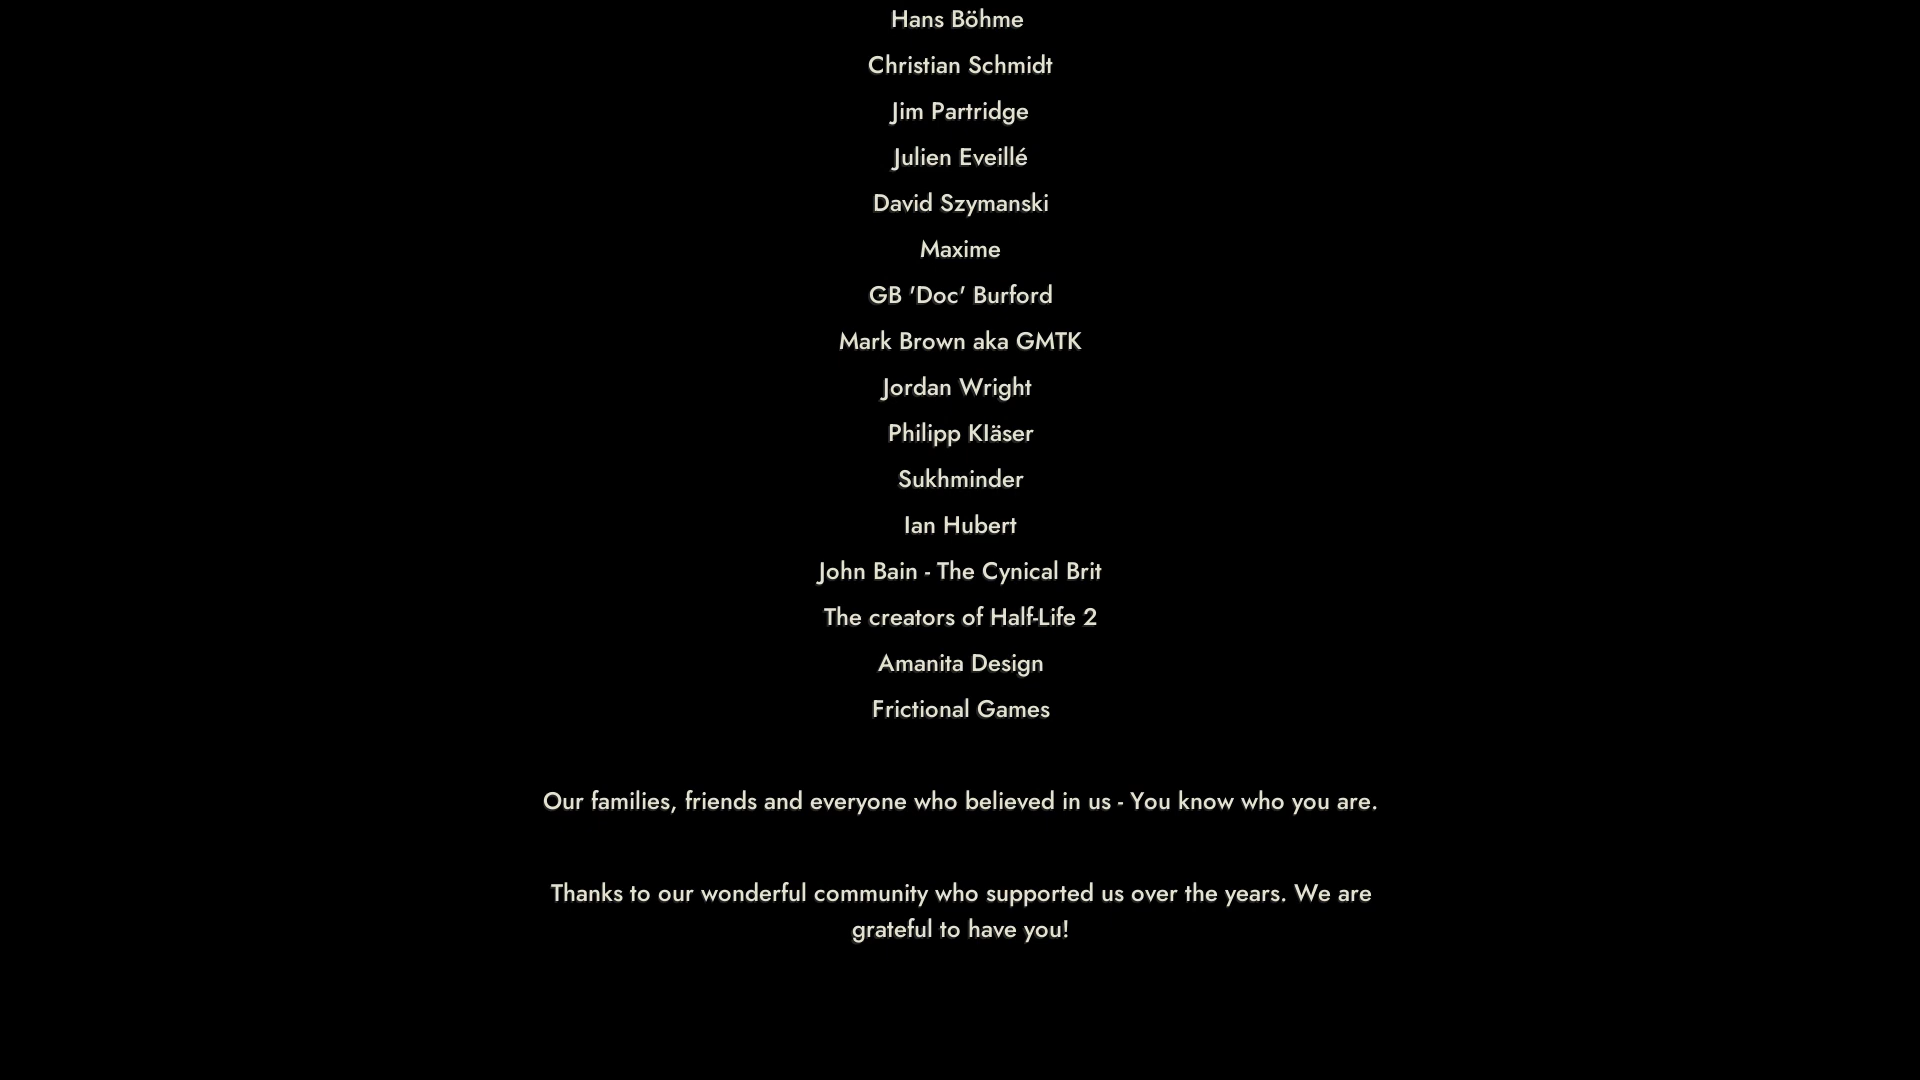 Hans Böhme
Christian Schmidt
Jim Partridge
Julien Eveillé
David Szymanski
Maxime
GB 'Doc' Burford
Mark Brown aka GMTK
Jordan Wright
Philipp Kläser
Sukhminder
Ian Hubert
John Bain - The Cynical Brit
The creators of Half-Life 2
Amanita Design
Frictional Games
Our families, friends and everyone who believed in us - You know who you are.
Thanks to our wonderful community who supported us over the years. We are
grateful to have you!